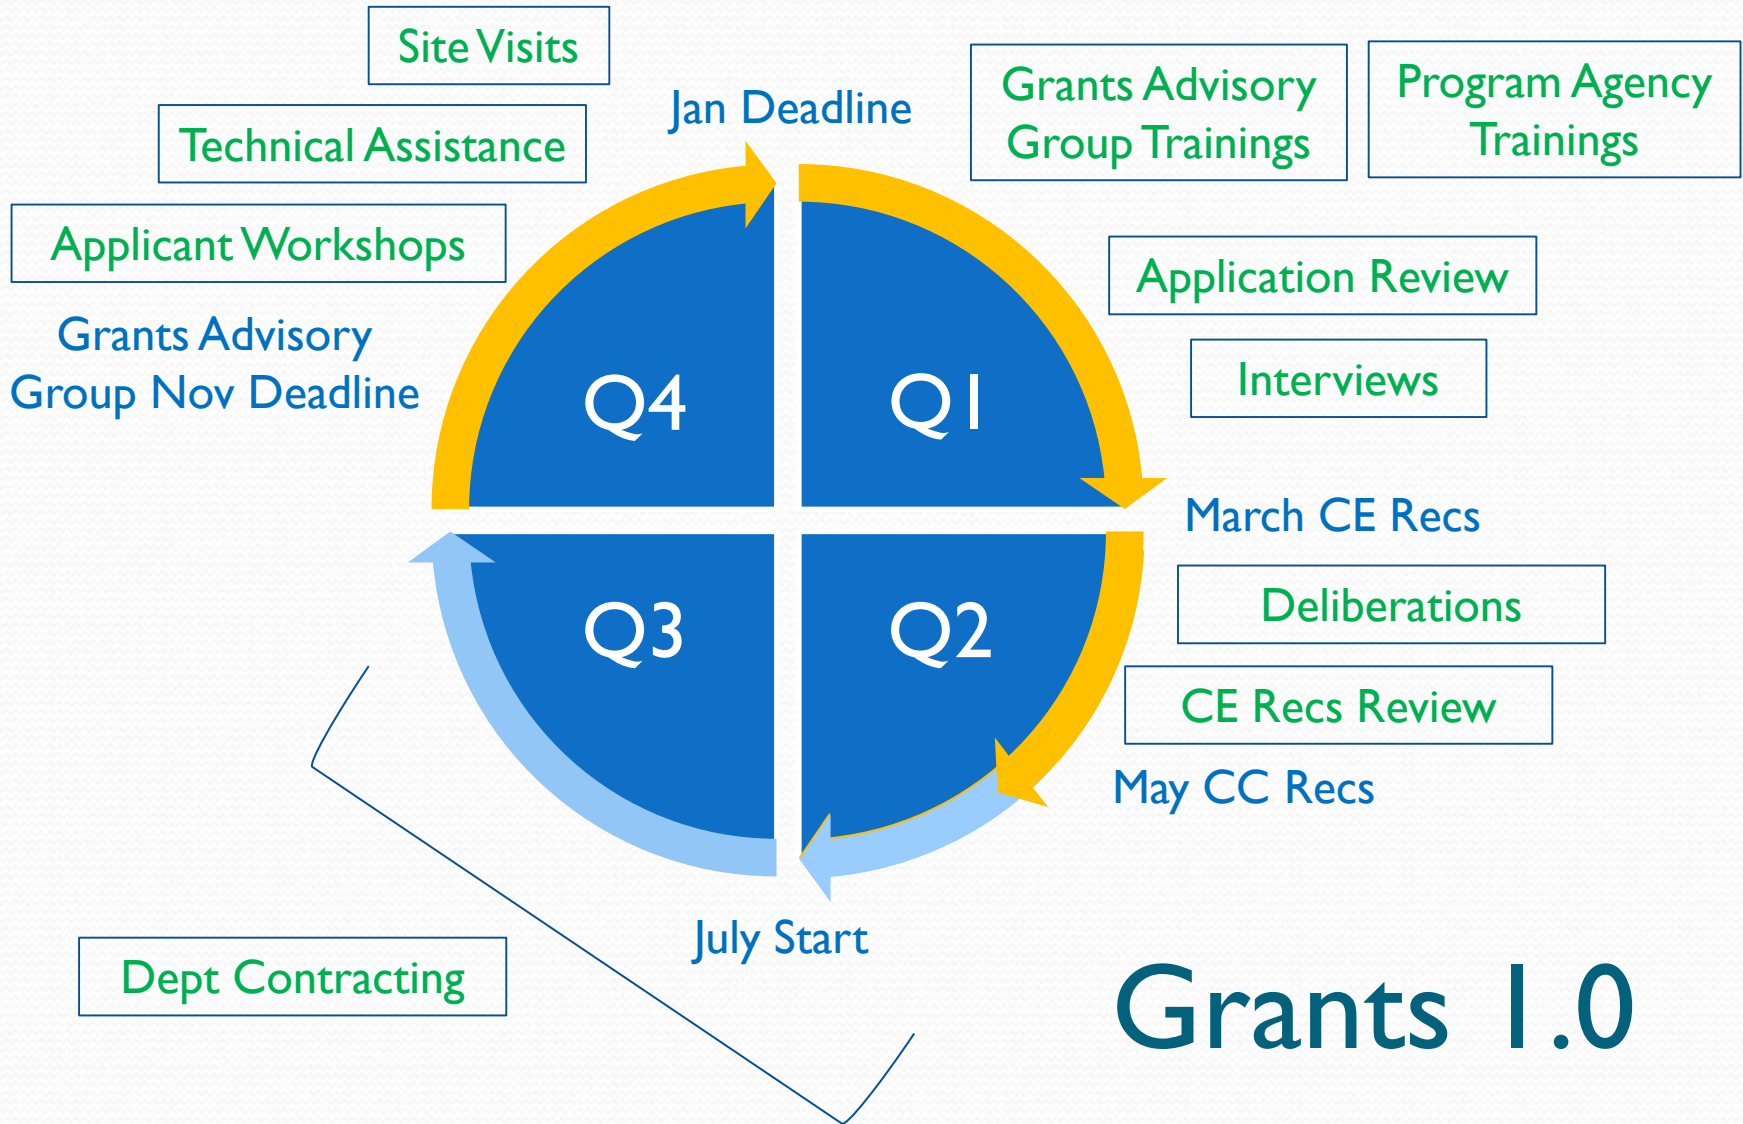 Site Visits
Jan Deadline
Grants Advisory
Group Trainings
Program Agency
Trainings
Technical Assistance
Applicant Workshops
Application Review
Grants Advisory
Group Nov Deadline
Interviews
Q4
Q1
March CE Recs
Deliberations
Q3
Q2
CE Recs Review
May CC Recs
July Start
Dept Contracting
Grants 1.0